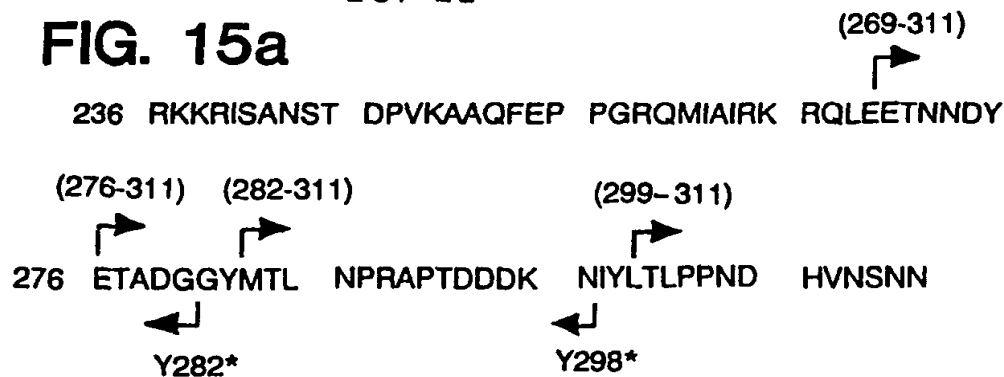 FIG. 15a
(269-311)
236 RKKRISANST DPVKAAQFEP PGRQMIAIRK RQLEETNNDY
(276-311) (282-311) (299-311)
276 ETADGGYMTL NPRAPTDDDK NIYLTLPPND HVNSNN
Y282* Y298*